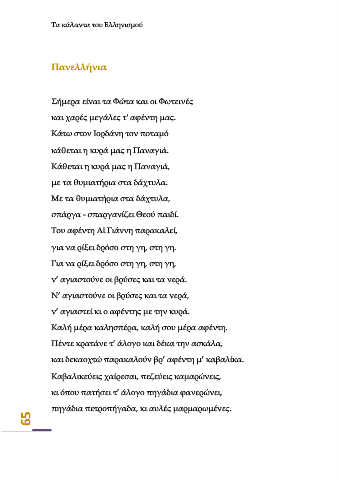 Τα κάλαντα του Ελληνισμού
Πανελλήνια
Σήμερα είναι τα Φώτα και οι Φωτεινές
και χαρές μεγάλες τ' αφέντη μας.
Κάτω στον Ιορδάνη τον ποταμό
κάθεται η κυρά μας η Παναγιά.
Κάθεται η κυρά μας η Παναγιά,
με τα θυμιατήρια στα δάχτυλα.
Με τα θυμιατήρια στα δάχτυλα,
σπάργα - σπαργανίζει Θεού παιδί.
Τον αφέντη Αϊ Γιάννη παρακαλεί,
για να ρίξει δρόσο στη γη, στη γη.
Για να ρίξει δρόσο στη γη, στη γη,
ν' αγιαστούνε οι βρύσες και τα νερά.
Ν' αγιαστούνε οι βρύσες και τα νερά,
ν' αγιαστεί κι ο αφέντης με την κυρά.
Καλή μέρα καλησπέρα, καλή σου μέρα αφέντη.
Πέντε κρατάνε τ' άλογο και δέκα την ασκάλα,
και δεκαοχτώ παρακαλούν βρ' αφέντη μ' καβαλίκα.
Καβαλικεύεις χαίρεσαι, πεζεύεις καμαρώνεις,
κι όπου πατήσει τ' άλογο πηγάδια φανερώνει,
πηγάδια πετροπήγαδα, κι αυλές μαρμαρωμένες.
65